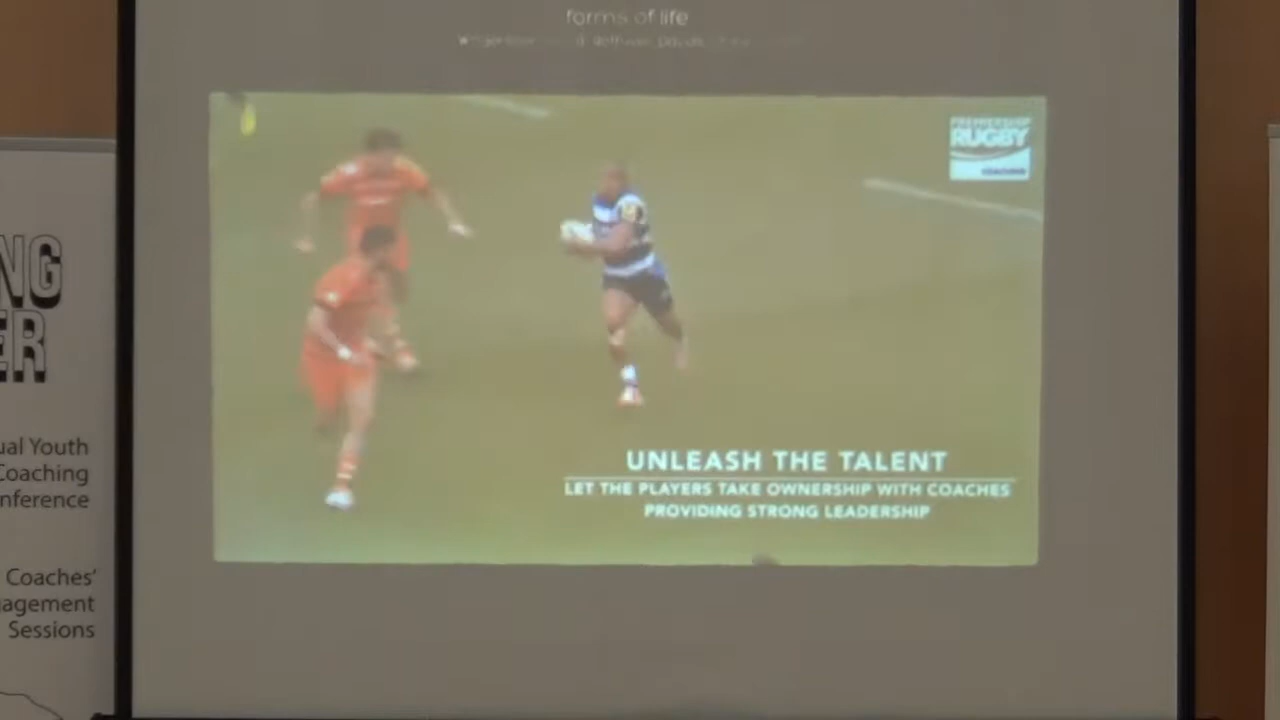 forms of life
PREMIERSHIP
RUGBY
COACHING
UNLEASH THE TALENT
LET THE PLAYERS TAKE OWNERSHIP WITH COACHES
PROVIDING STRONG LEADERSHIP
NG
ER
ual Youth
Coaching
nference
Coaches'
agement
Sessions